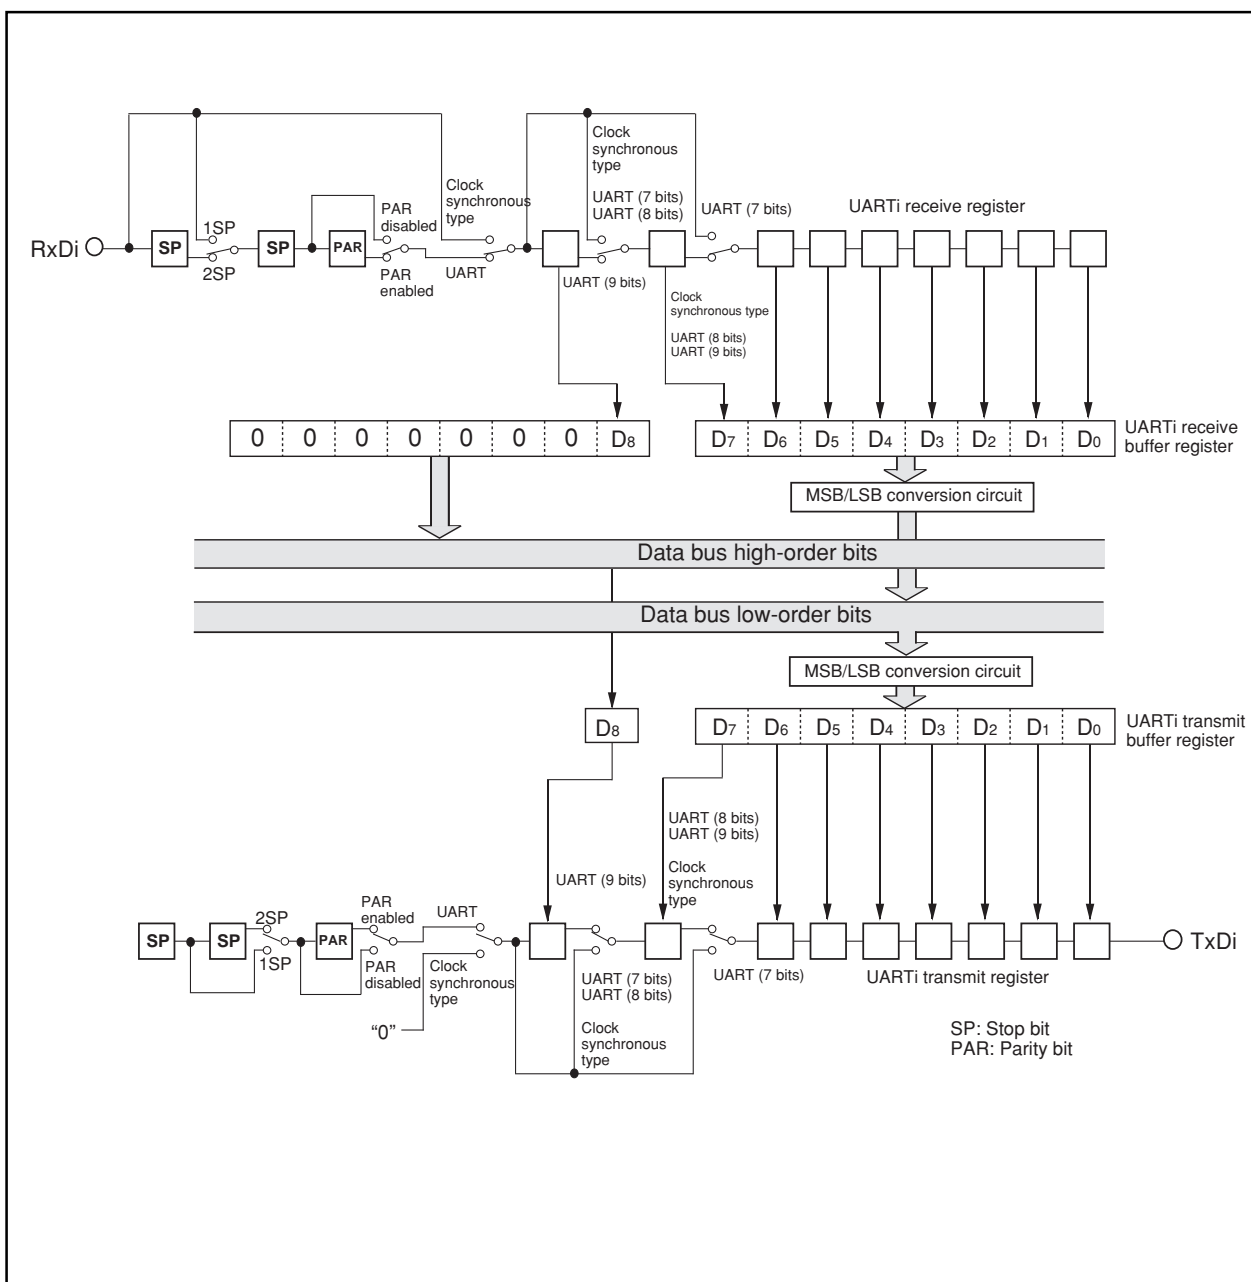 Clock
synchronous
type
UART (7 bits)
UART (8 bits)
Clock
synchronous
type
PAR
disabled
UART (7 bits)
UARTi receive register
1SP
RxDi
SP
SP
PAR
2SP
PAR
enabled
UART
UART (9 bits)
Clock
synchronous type
UART (8 bits)
UART (9 bits)
0 0 0 0 0 0 0 D8
D7 D6 D5 D4 D3 D2 D1 D0
UARTi receive
buffer register
MSB/LSB conversion circuit
Data bus high-order bits
Data bus low-order bits
MSB/LSB conversion circuit
D8
D7 D6 D5 D4 D3 D2 D1 D0
UARTi transmit
buffer register
UART (8 bits)
UART (9 bits)
Clock
synchronous
type
UART (9 bits)
PAR
enabled
UART
2SP
SP
SP
PAR
TxDi
1SP
PAR
disabled
Clock
synchronous
type
UART (7 bits)
UART (8 bits)
UART (7 bits)
UARTi transmit register
“0”
Clock
synchronous
type
SP: Stop bit
PAR: Parity bit